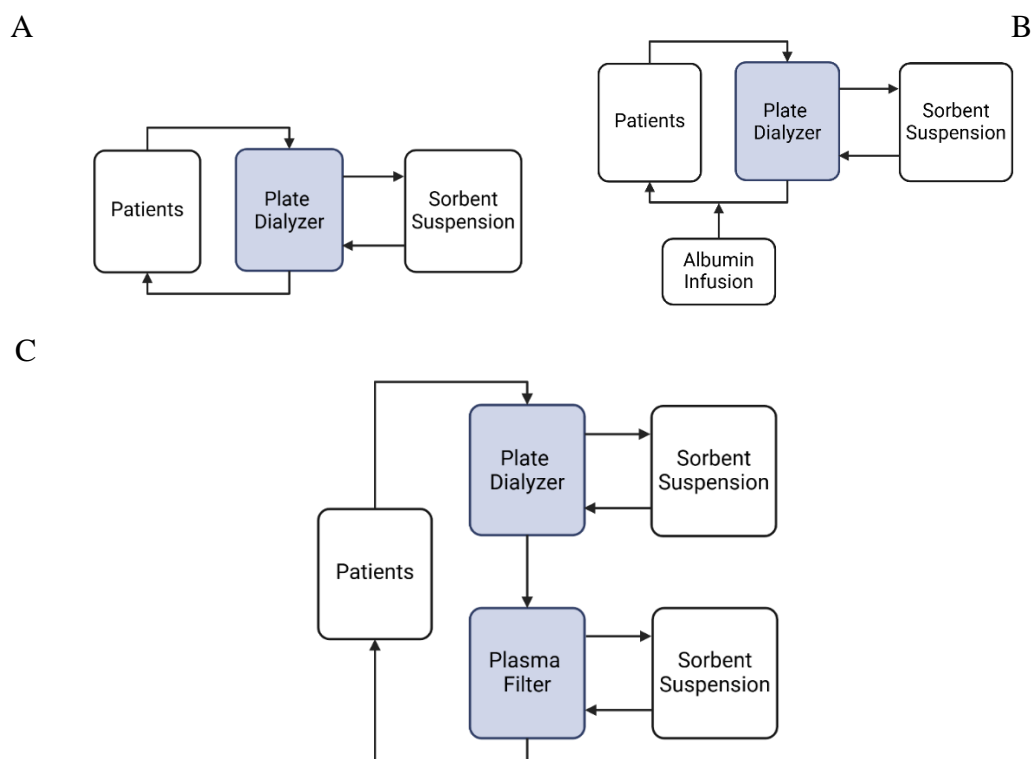 A
Patients
Plate
Dialyzer
Sorbent
Suspension
B
Patients
Plate
Dialyzer
Sorbent
Suspension
Albumin
Infusion
C
Patients
Plate
Dialyzer
Sorbent
Suspension
Plasma
Filter
Sorbent
Suspension